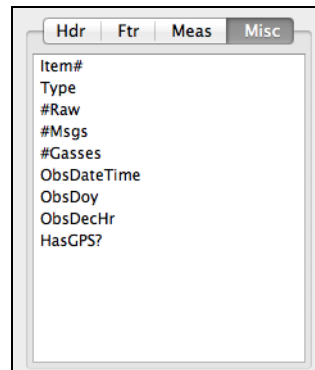 Hdr Ftr Meas Misc
Item#
Type
#Raw
#Msgs
#Gasses
ObsDateTime
ObsDoy
ObsDecHr
HasGPS?